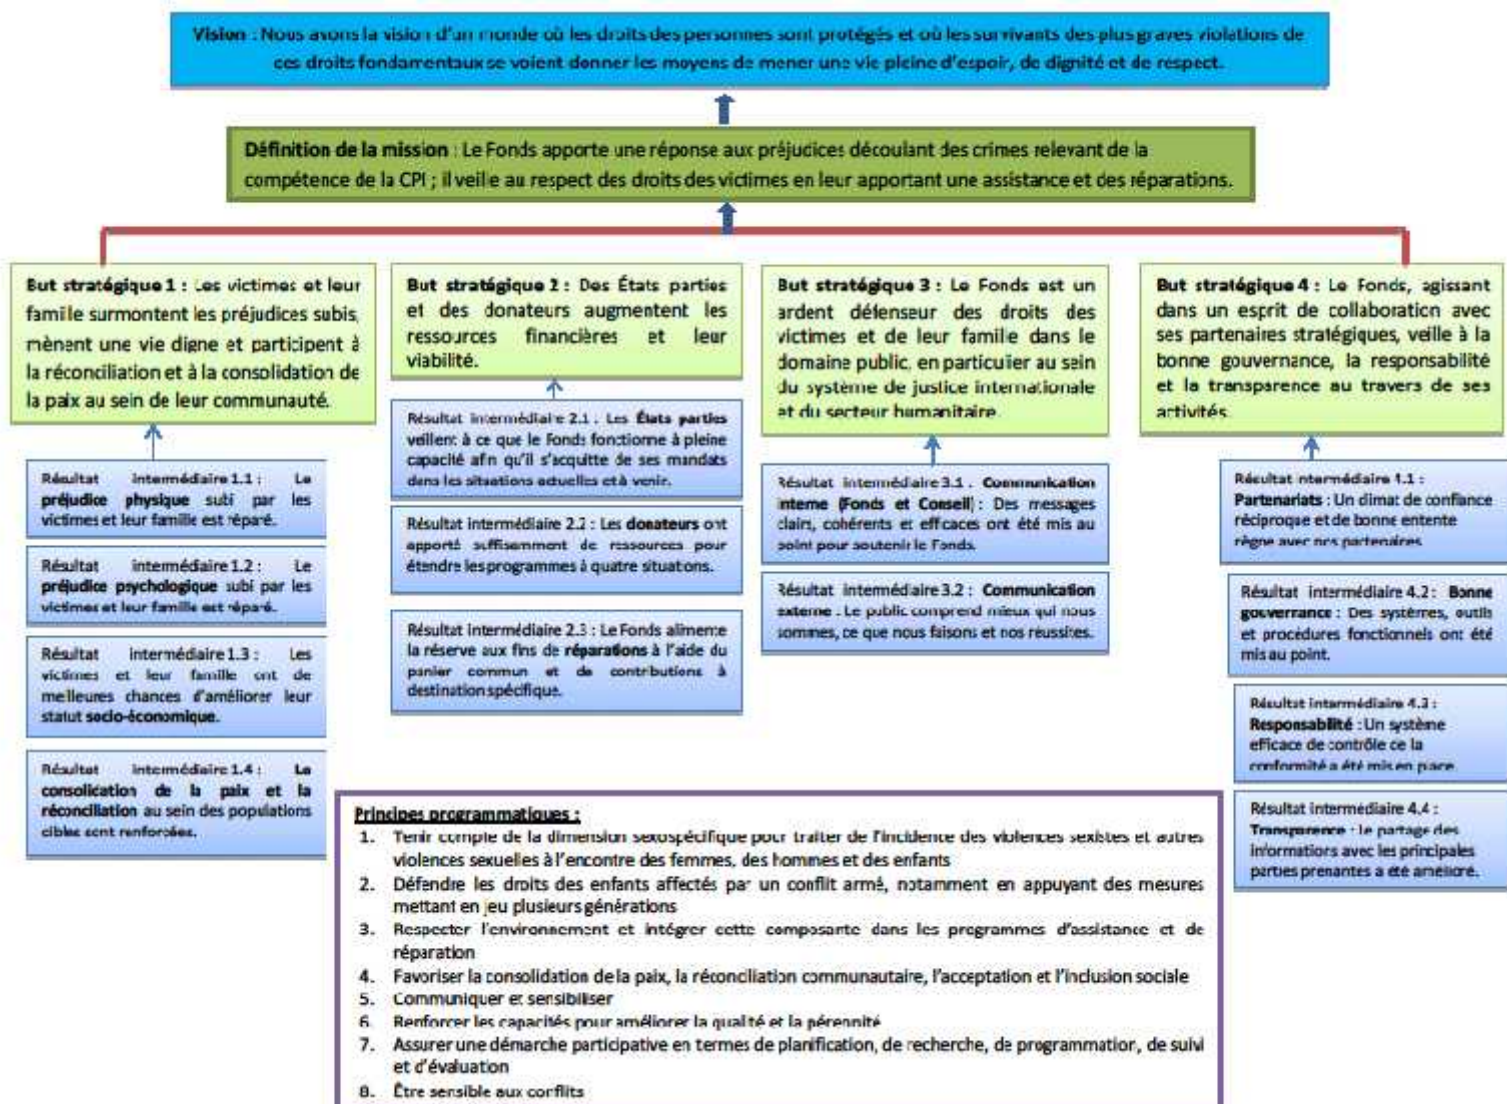 Vision : Nous avons la vision d'un monde où les droits des personnes sont protégés et où les survivants des plus graves violations de
ces droits fondamentaux se voient donner les moyens de mener une vie pleine d'espoir, de dignité et de respect.
Définition de la mission : Le Fonds apporte une réponse aux préjudices découlant des crimes relevant de la
compétence de la CPI ; il veille au respect des droits des victimes en leur apportant une assistance et des réparations.
But stratégique 1 : Les victimes et leur
famille surmontent les préjudices subis,
mènent une vie digne et participent à
la réconciliation et à la consolidation de
la paix au sein de leur communauté.
Résultat intermédiaire 1.1 : Le
préjudice physique subi par les
victimes et leur famille est réparé.
Résultat intermédiaire 1.2 : Le
préjudice psychologique subi par les
victimes et leur famille est réparé.
Résultat intermédiaire 1.3 : Les
victimes et leur famille ont de
meilleures chances d'améliorer leur
statut socio-économique.
Résultat intermédiaire 1.4 : La
consolidation de la paix et la
réconciliation au sein des populations
cibles sont renforcées.
But stratégique 2 : Des États parties
et des donateurs augmentent les
ressources financières et leur
viabilité.
Résultat intermédiaire 2.1 : Les États parties
veillent à ce que le Fonds fonctionne à pleine
capacité afin qu'il s'acquitte de ses mandats
dans les situations actuelles et à venir.
Résultat intermédiaire 2.2 : Les donateurs ont
apporté suffisamment de ressources pour
étendre les programmes à quatre situations.
Résultat intermédiaire 2.3 : Le Fonds alimente
la réserve aux fins de réparations à l'aide du
panier commun et de contributions à
destination spécifique.
But stratégique 3 : Le Fonds est un
ardent défenseur des droits des
victimes et de leur famille dans le
domaine public, en particulier au sein
du système de justice internationale
et du secteur humanitaire.
Résultat intermédiaire 3.1 : Communication
interne (Fonds et Conseil) : Des messages
clairs, cohérents et efficaces ont été mis au
point pour soutenir le Fonds.
Résultat intermédiaire 3.2 : Communication
externe : Le public comprend mieux qui nous
sommes, ce que nous faisons et nos réussites.
But stratégique 4 : Le Fonds, agissant
dans un esprit de collaboration avec
ses partenaires stratégiques, veille à la
bonne gouvernance, la responsabilité
et la transparence au travers de ses
activités.
Résultat intermédiaire 4.1 :
Partenariats : Un climat de confiance
réciproque et de bonne entente
règne avec nos partenaires.
Résultat intermédiaire 4.2 : Bonne
gouvernance : Des systèmes, outils
et procédures fonctionnels ont été
mis au point.
Résultat intermédiaire 4.3 :
Responsabilité : Un système
efficace de contrôle de la
conformité a été mis en place.
Résultat intermédiaire 4.4 :
Transparence : le partage des
informations avec les principales
parties prenantes a été amélioré.
Principes programmatiques :
1. Tenir compte de la dimension sexospécifique pour traiter de l'incidence des violences sexistes et autres
violences sexuelles à l'encontre des femmes, des hommes et des enfants
2. Défendre les droits des enfants affectés par un conflit armé, notamment en appuyant des mesures
mettant en jeu plusieurs générations
3. Respecter l'environnement et intégrer cette composante dans les programmes d'assistance et de
réparation
4. Favoriser la consolidation de la paix, la réconciliation communautaire, l'acceptation et l'inclusion sociale
5. Communiquer et sensibiliser
6. Renforcer les capacités pour améliorer la qualité et la pérennité
7. Assurer une démarche participative en termes de planification, de recherche, de programmation, de suivi
et d'évaluation
8. Être sensible aux conflits